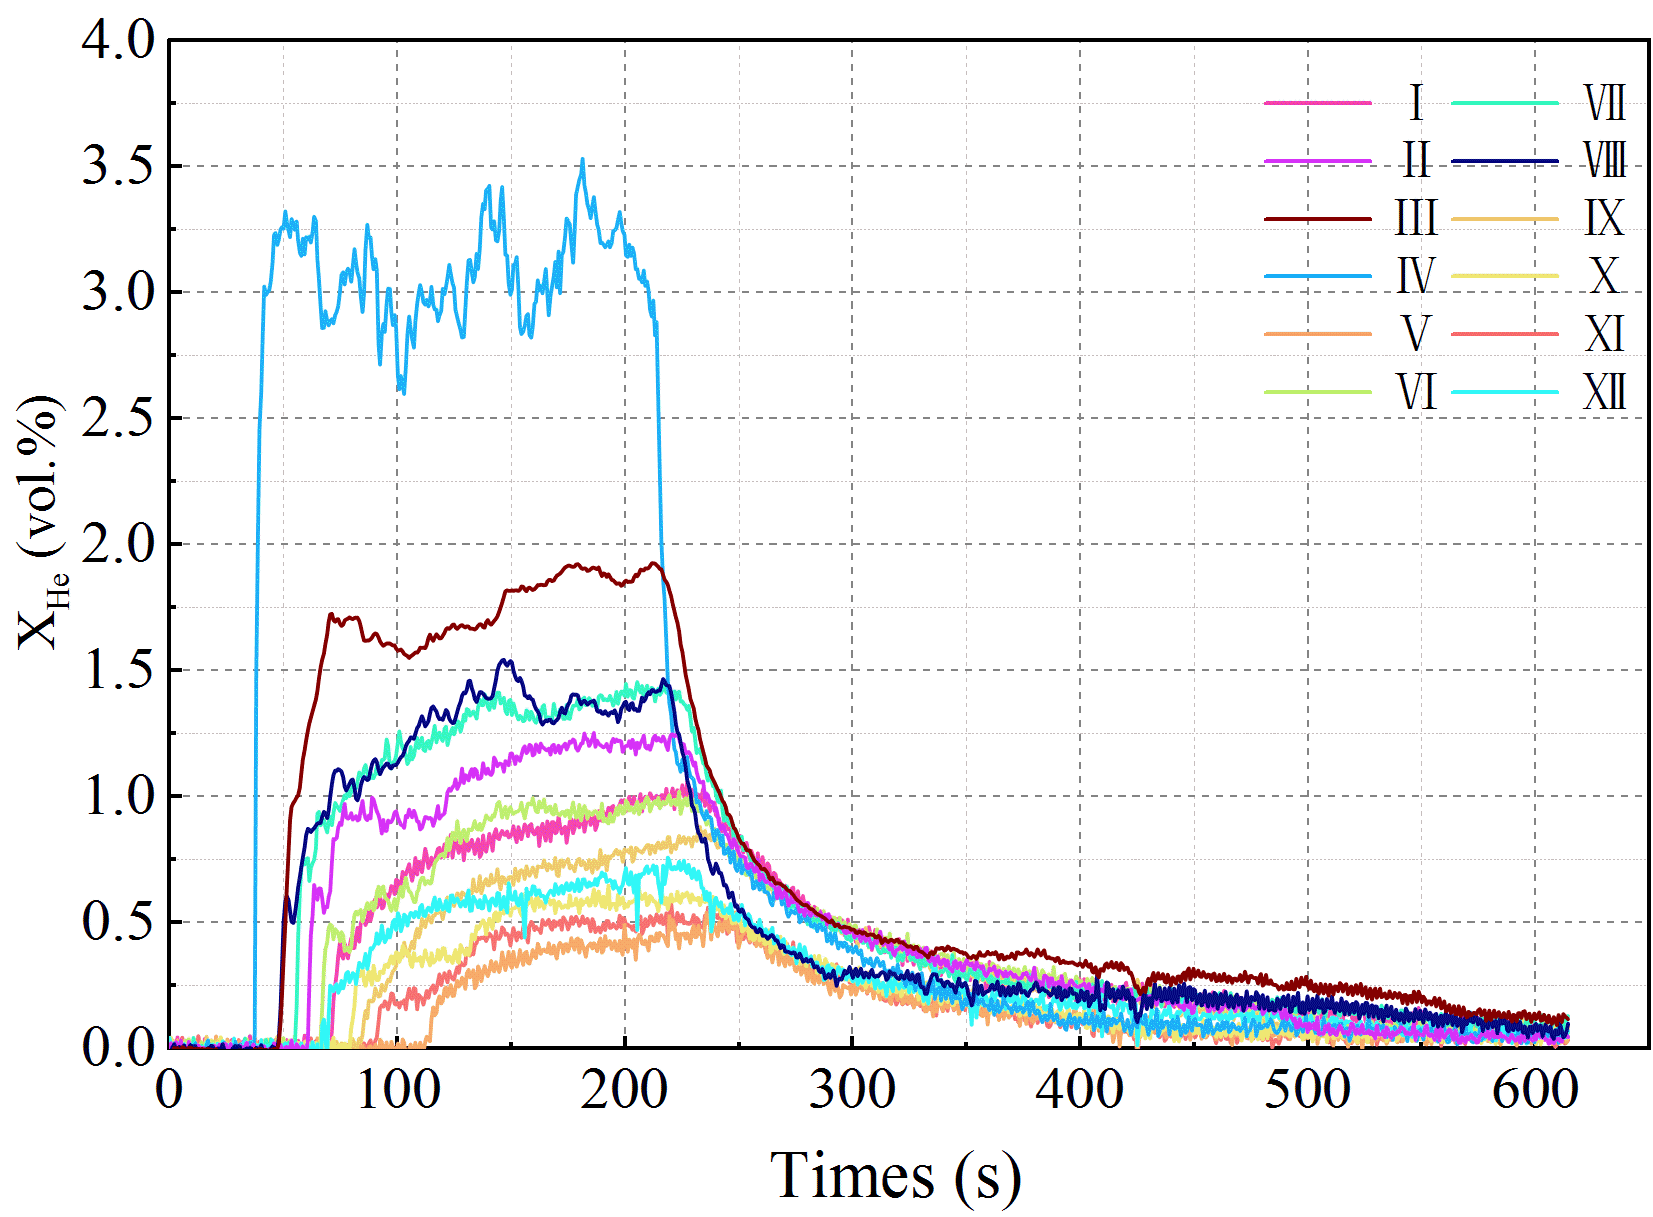 4.0
3.5
3.0
2.5
2.0
1.5
1.0
0.5
0.0
X_He (vol.%)
I VII
II VIII
III IX
IV X
V XI
VI XII
0 100 200 300 400 500 600
Times (s)